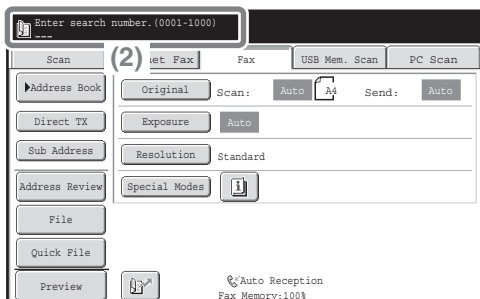 Enter search number.(0001-1000)
---
Scan (2) net Fax Fax USB Mem. Scan PC Scan
Address Book Original Scan: Auto A4 Send: Auto
Direct TX Exposure Auto
Sub Address Resolution Standard
Address Review Special Modes
File
Quick File
Preview Auto Reception
Fax Memory:100%